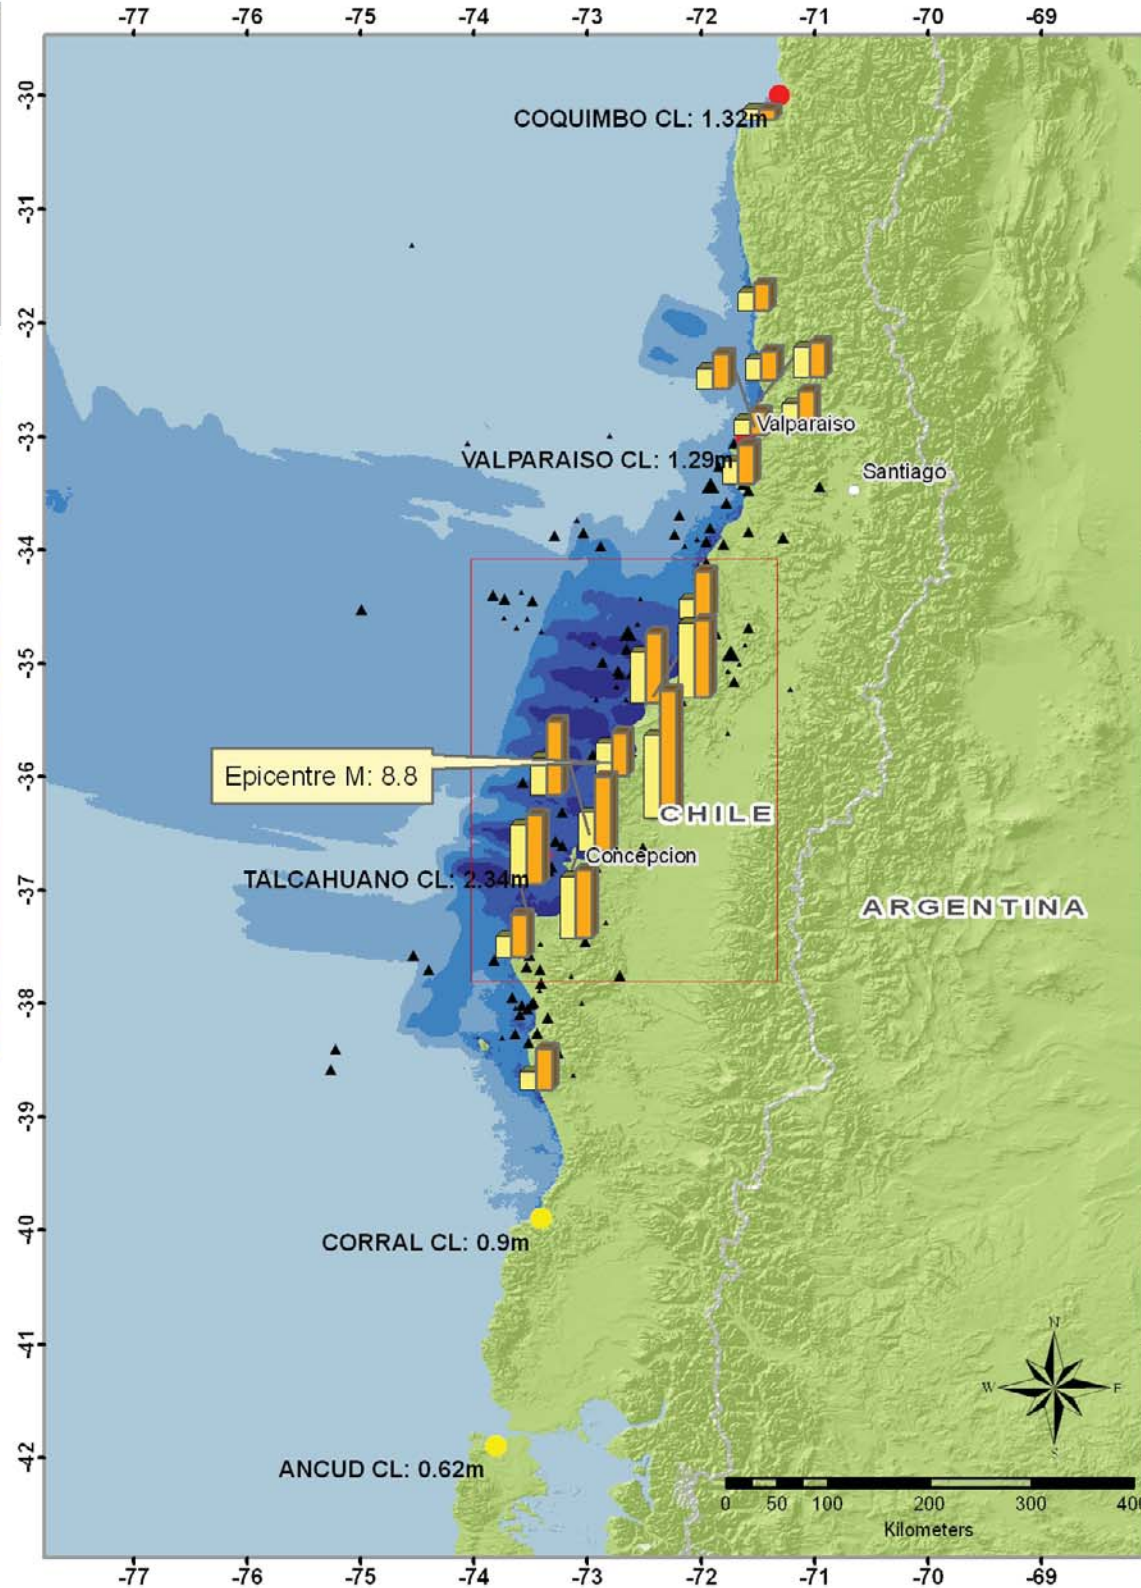 -77 -76 -75 -74 -73 -72 -71 -70 -69
-30
COQUIMBO CL: 1.32m
-31
-32
-33
Valparaiso
VALPARAISO CL: 1.29m
Santiago
-34
-35
-36
Epicentre M: 8.8
CHILE
Concepcion
TALCAHUANO CL: 2.34m
-37
ARGENTINA
-38
-39
-40
CORRAL CL: 0.9m
-41
N
W E
S
-42
ANCUD CL: 0.62m
0 50 100 200 300 400
Kilometers
-77 -76 -75 -74 -73 -72 -71 -70 -69